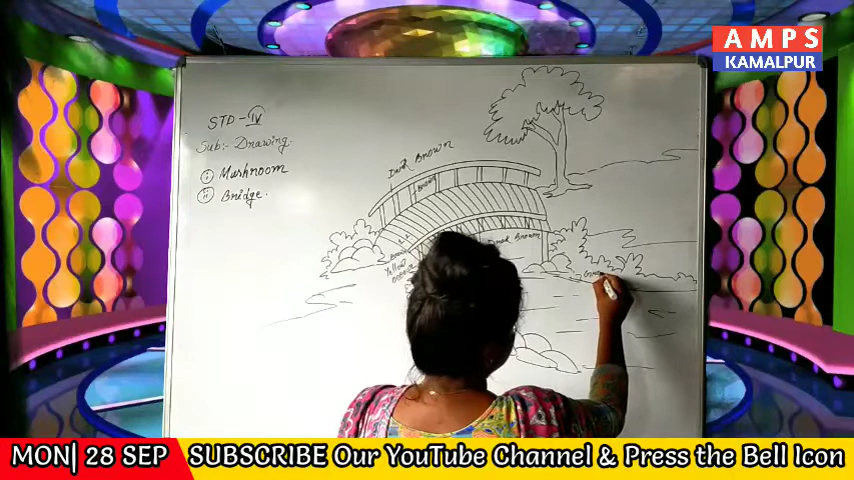 AMPS
KAMALPUR
STD - IV
Sub:- Drawing.
(i) Mushroom
(ii) Bridge.
Dark Brown
Brown
Dark Brown
Brown
Yellow
MON| 28 SEP SUBSCRIBE Our YouTube Channel & Press the Bell Icon